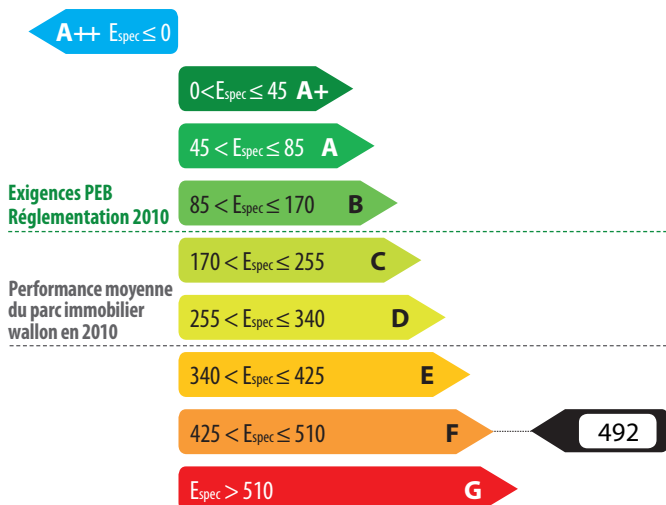 A++ Espec ≤ 0
0<Espec ≤ 45 A+
45 < Espec ≤ 85 A
Exigences PEB
Réglementation 2010
85 < Espec ≤ 170 B
170 < Espec ≤ 255 C
Performance moyenne
du parc immobilier
wallon en 2010
255 < Espec ≤ 340 D
340 < Espec ≤ 425 E
425 < Espec ≤ 510 F
492
Espec > 510 G